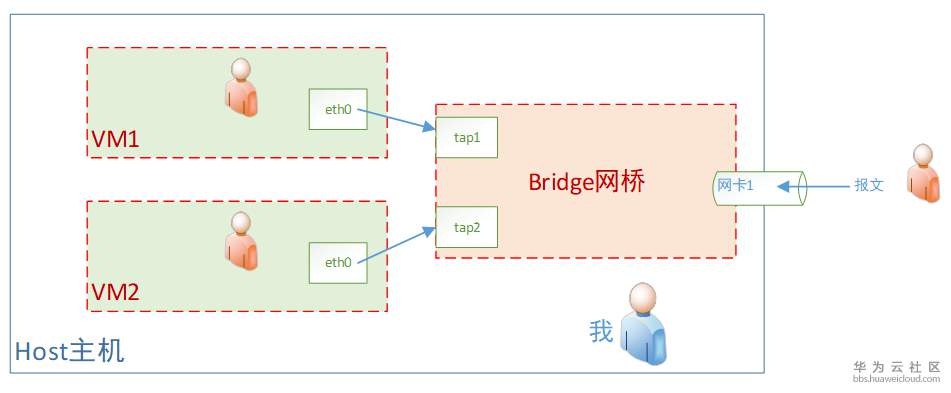 eth0
VM1
tap1
Bridge网桥
网卡1
报文
eth0
VM2
tap2
我
Host主机
华为云社区
bbs.huaweicloud.com